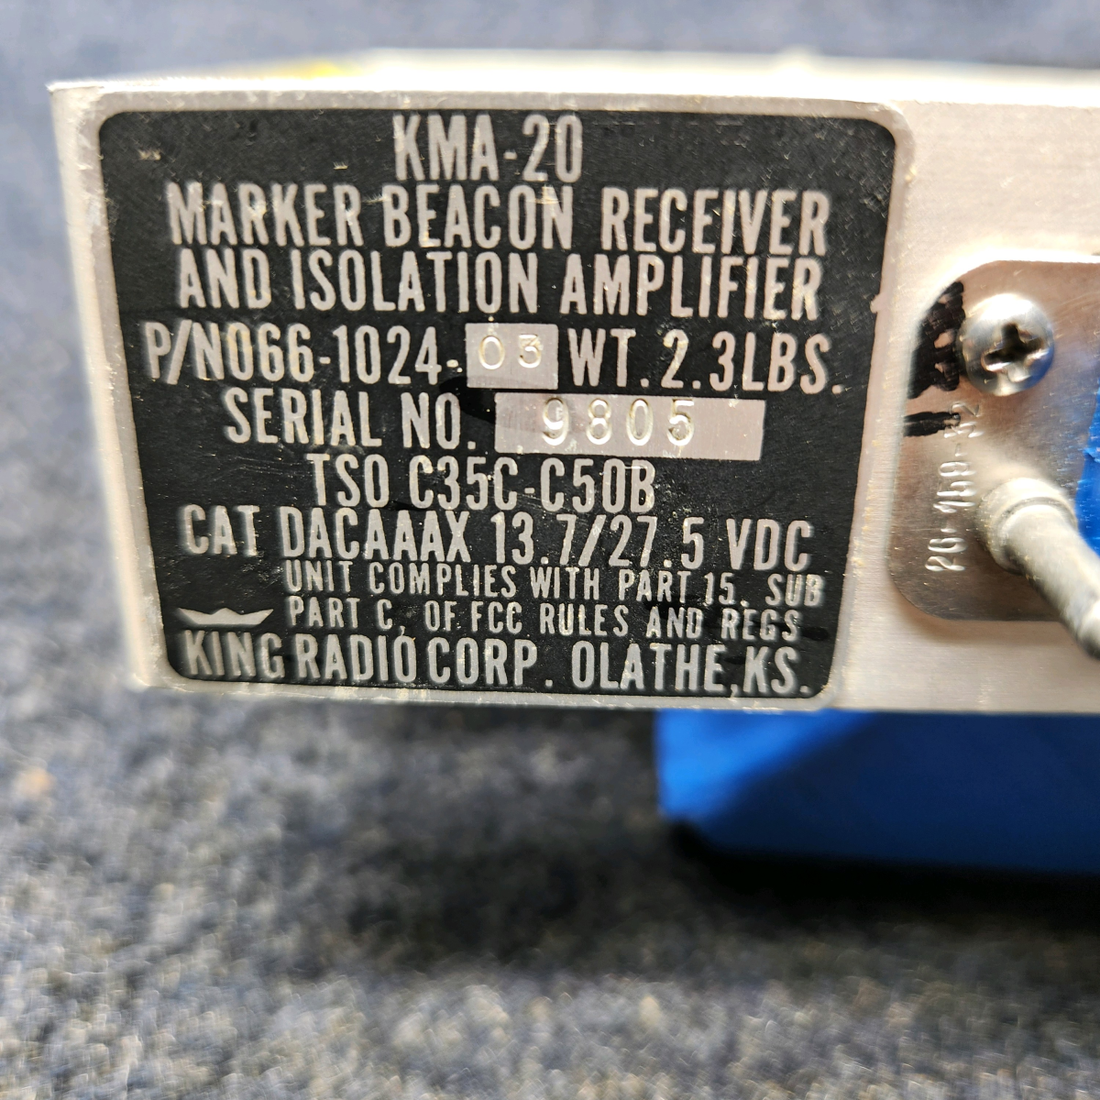 KMA-20
MARKER BEACON RECEIVER
AND ISOLATION AMPLIFIER
P/N066-1024-03 WT.2.3LBS.
SERIAL NO. 9805
TSO C35C-C50B
CAT DACAAAX 13.7/27.5 VDC
UNIT COMPLIES WITH PART 15, SUB
PART C, OF FCC RULES AND REGS
KING RADIO CORP. OLATHE,KS.